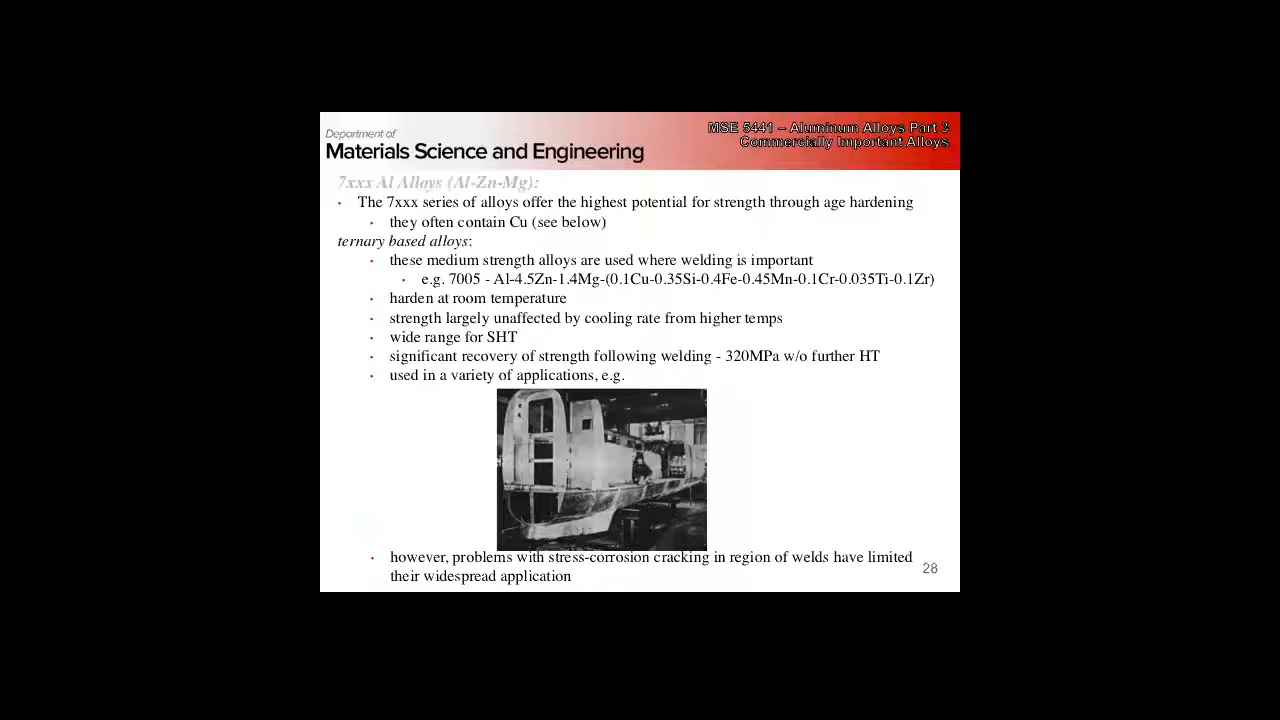 Department of
Materials Science and Engineering
MSE 5441 – Aluminum Alloys Part 3
Commercially Important Alloys
7xxx Al Alloys (Al-Zn-Mg):
• The 7xxx series of alloys offer the highest potential for strength through age hardening
• they often contain Cu (see below)
ternary based alloys:
• these medium strength alloys are used where welding is important
• e.g. 7005 - Al-4.5Zn-1.4Mg-(0.1Cu-0.35Si-0.4Fe-0.45Mn-0.1Cr-0.035Ti-0.1Zr)
• harden at room temperature
• strength largely unaffected by cooling rate from higher temps
• wide range for SHT
• significant recovery of strength following welding - 320MPa w/o further HT
• used in a variety of applications, e.g.
• however, problems with stress-corrosion cracking in region of welds have limited
their widespread application
28